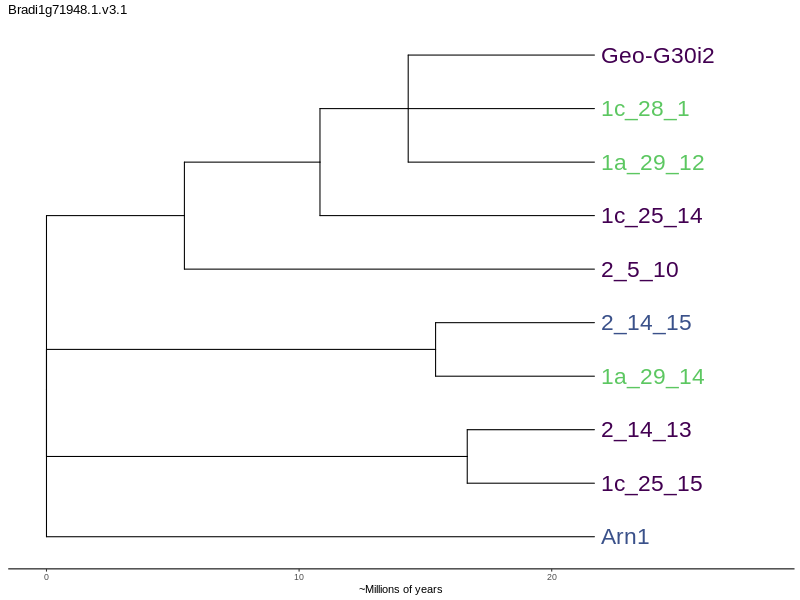 Bradi1g71948.1.v3.1
Geo-G30i2
1c_28_1
1a_29_12
1c_25_14
2_5_10
2_14_15
1a_29_14
2_14_13
1c_25_15
Arn1
0 10 20
~Millions of years